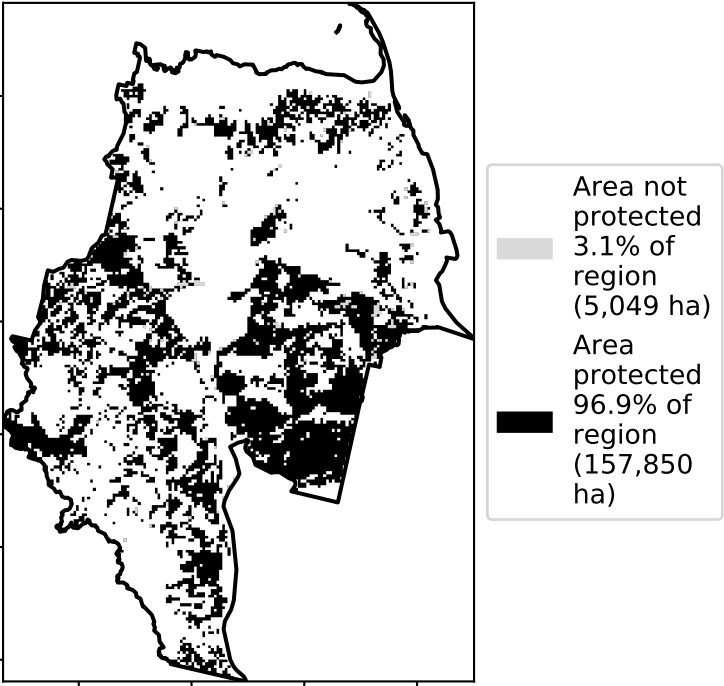 Area not
protected
3.1% of
region
(5,049 ha)
Area
protected
96.9% of
region
(157,850
ha)